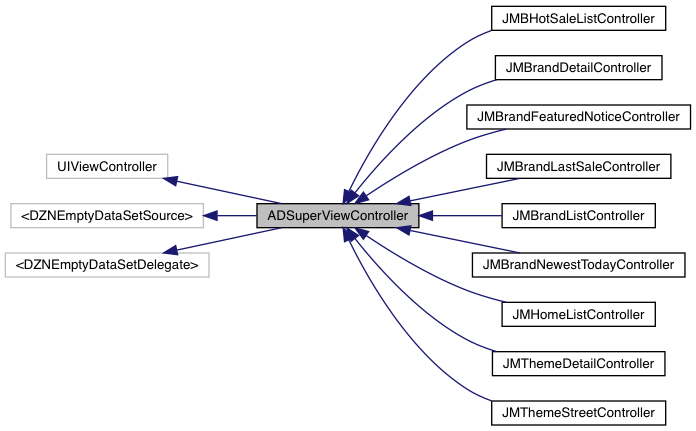 JMBHotSaleListController
JMBrandDetailController
JMBrandFeaturedNoticeController
UIViewController
JMBrandLastSaleController
<DZNEmptyDataSetSource>
ADSuperViewController
JMBrandListController
<DZNEmptyDataSetDelegate>
JMBrandNewestTodayController
JMHomeListController
JMThemeDetailController
JMThemeStreetController